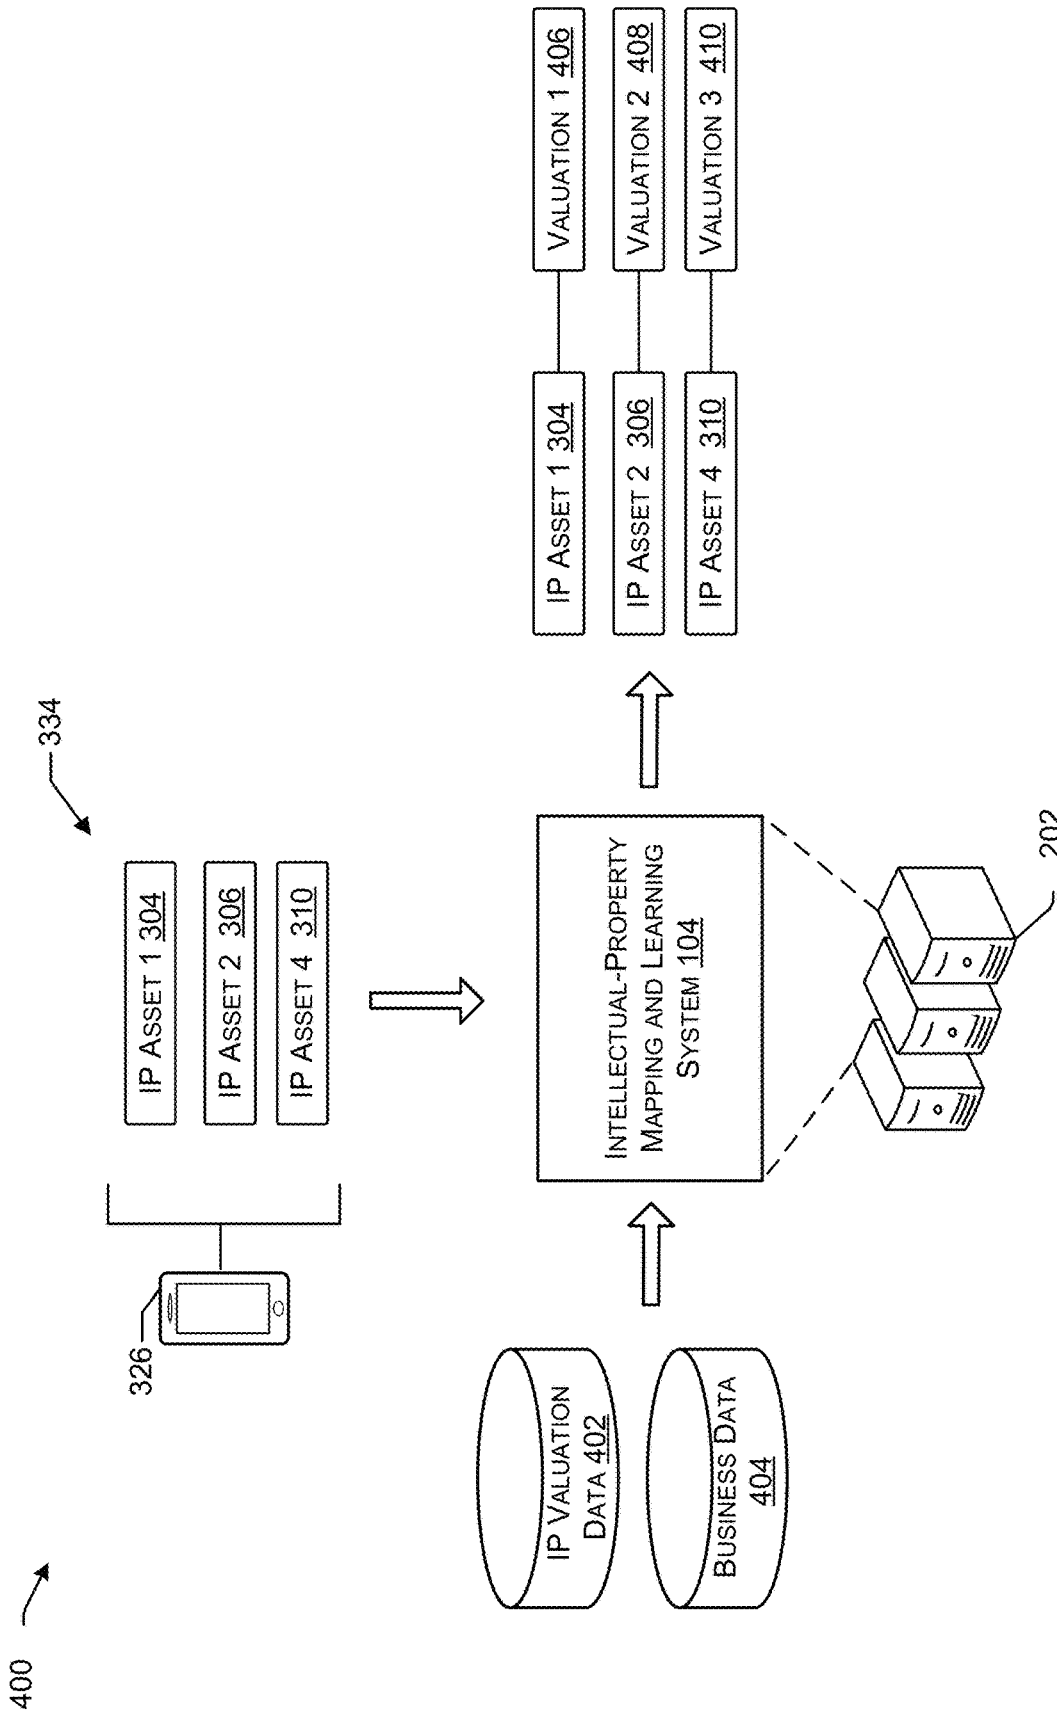 400
334
326
IP ASSET 1 304
IP ASSET 2 306
IP ASSET 4 310
IP VALUATION
DATA 402
BUSINESS DATA
404
INTELLECTUAL-PROPERTY
MAPPING AND LEARNING
SYSTEM 104
IP ASSET 1 304
VALUATION 1 406
IP ASSET 2 306
VALUATION 2 408
IP ASSET 4 310
VALUATION 3 410
202